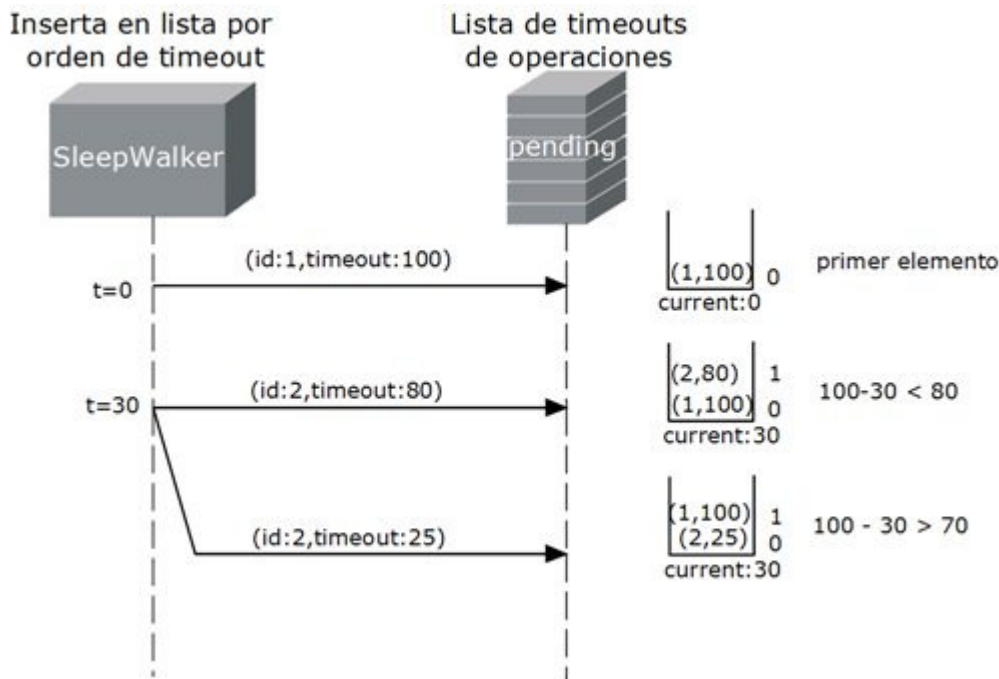 Inserta en lista por
orden de timeout
Lista de timeouts
de operaciones
SleepWalker
pending
t=0
(id:1,timeout:100)
(1,100) 0
current:0
primer elemento
t=30
(id:2,timeout:80)
(2,80) 1
(1,100) 0
current:30
100-30 < 80
(id:2,timeout:25)
(1,100) 1
(2,25) 0
current:30
100 - 30 > 70